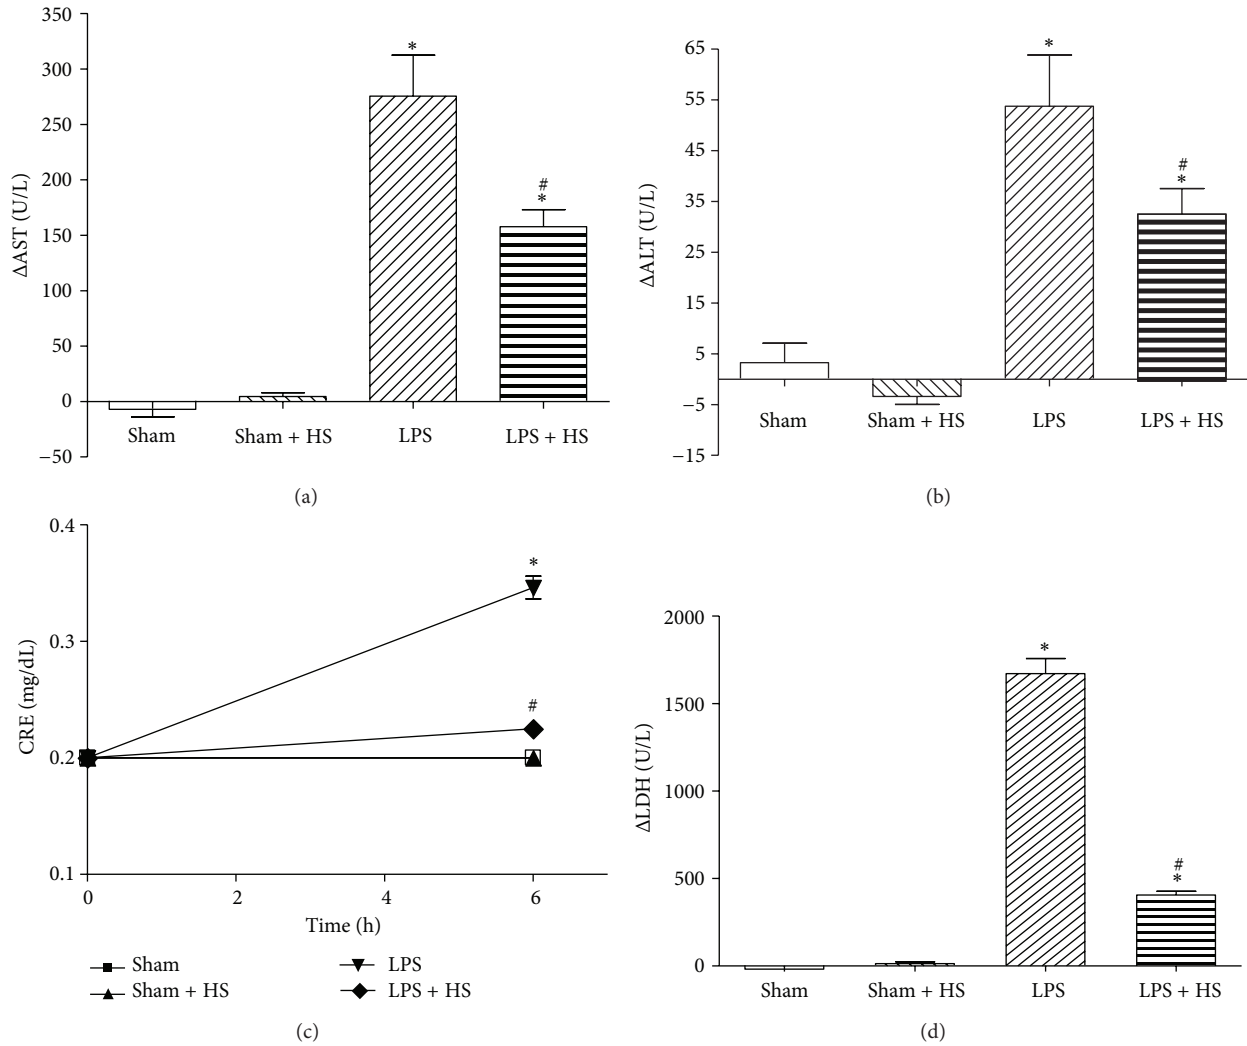 350
300
250
200
150
100
50
0
−50
ΔAST (U/L)
*
#
*
Sham
Sham + HS
LPS
LPS + HS
(a)
65
55
45
35
25
15
5
−5
−15
ΔALT (U/L)
*
#
*
Sham
Sham + HS
LPS
LPS + HS
(b)
0.4
0.3
0.2
0.1
CRE (mg/dL)
*
#
0 2 4 6
Time (h)
Sham
Sham + HS
LPS
LPS + HS
(c)
2000
1500
1000
500
0
ΔLDH (U/L)
*
#
*
Sham
Sham + HS
LPS
LPS + HS
(d)